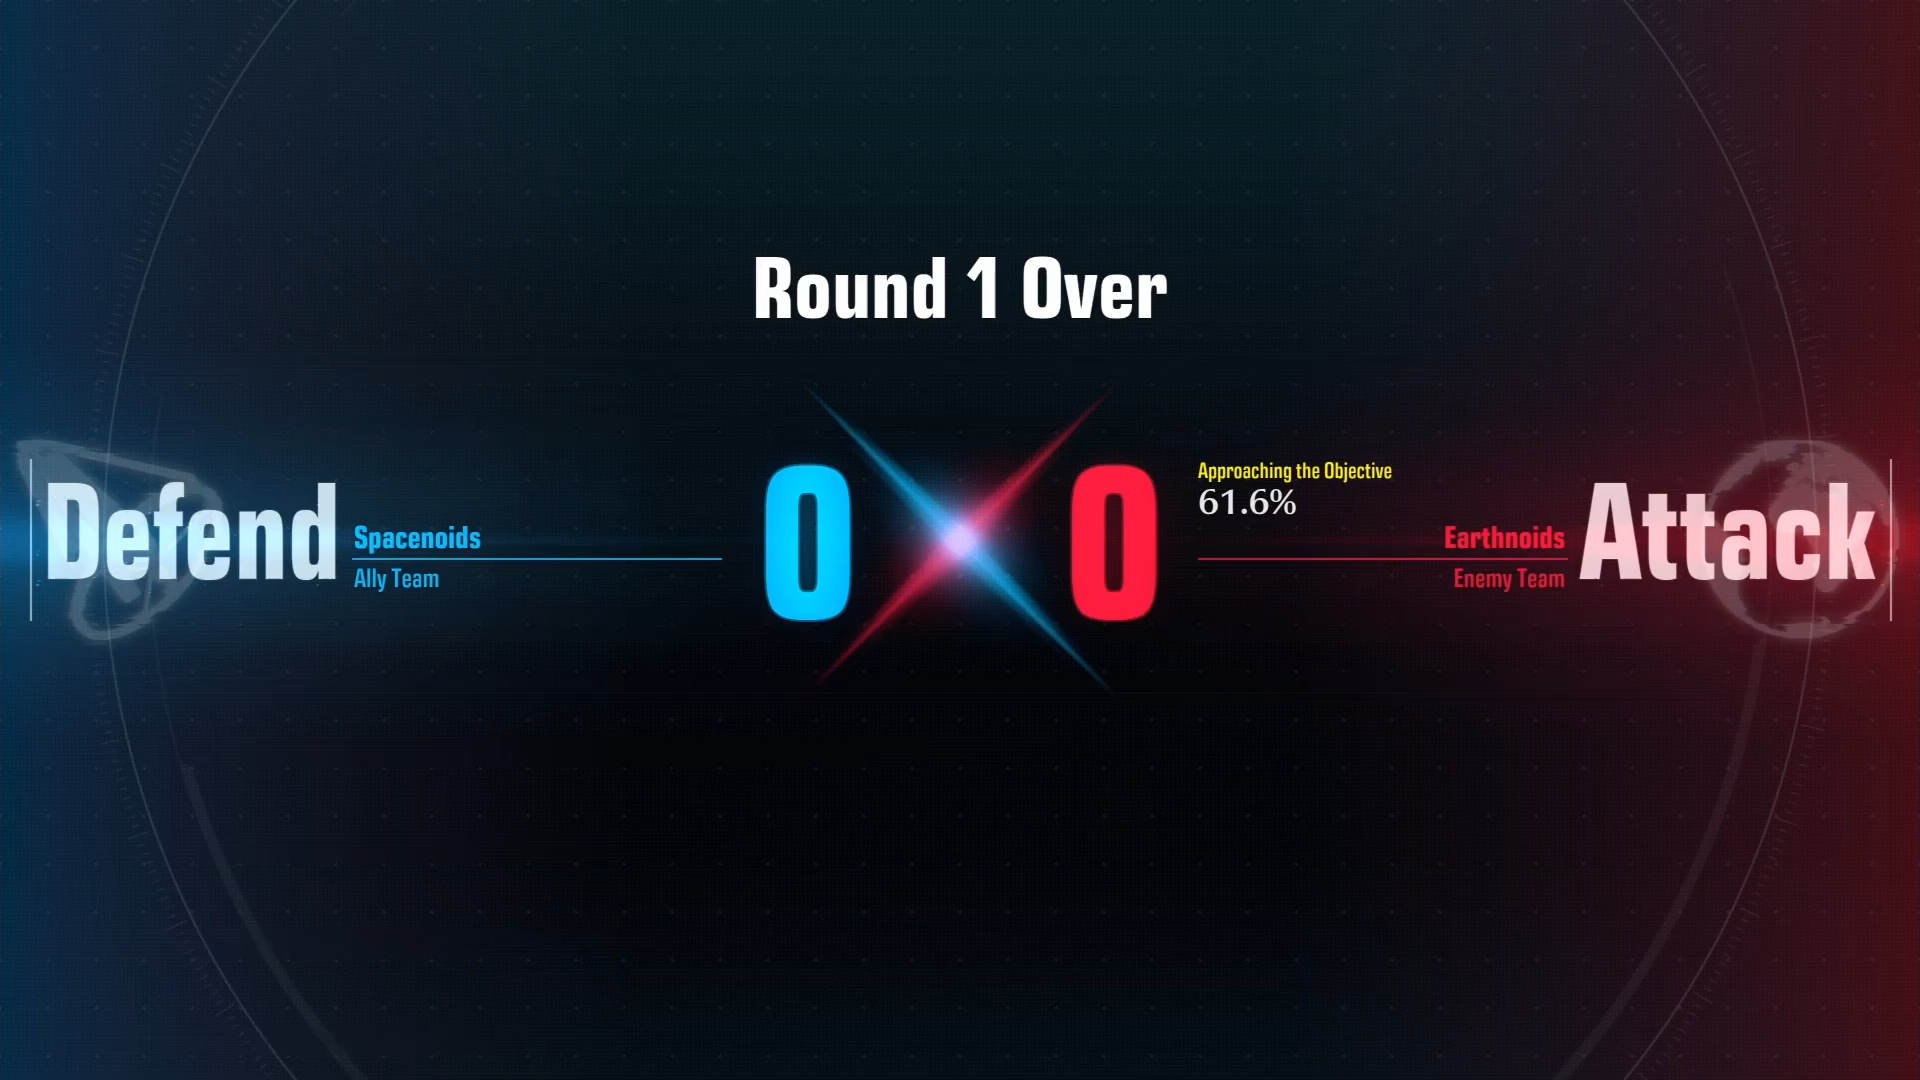 Round 1 Over
Defend
Spacenoids
Ally Team
0
0
Approaching the Objective
61.6%
Earthnoids
Enemy Team
Attack